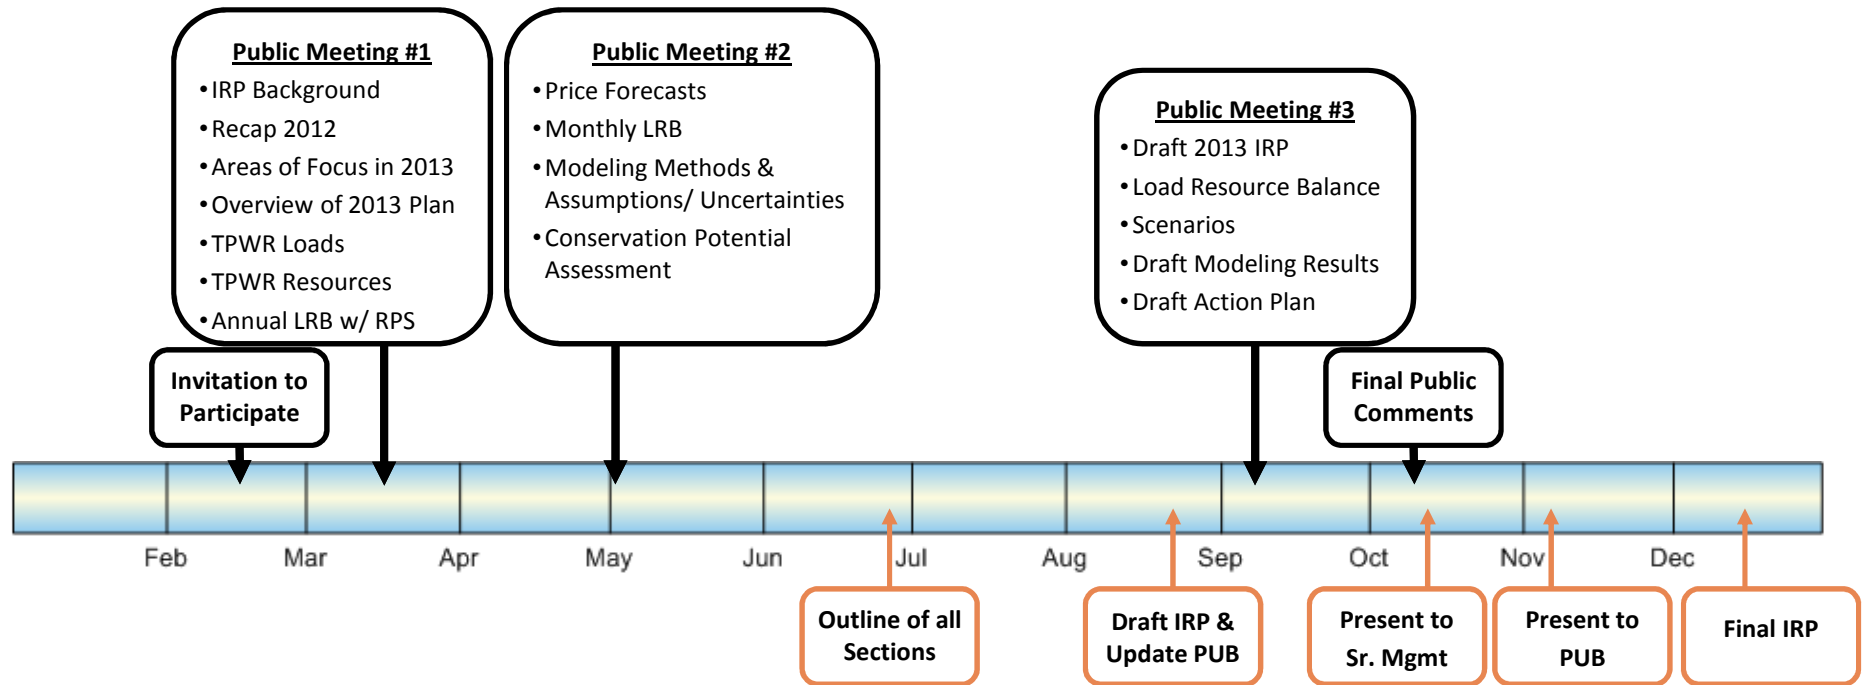 Public Meeting #1
•IRP Background
•Recap 2012
•Areas of Focus in 2013
•Overview of 2013 Plan
•TPWR Loads
•TPWR Resources
•Annual LRB w/ RPS
Public Meeting #2
•Price Forecasts
•Monthly LRB
•Modeling Methods &
Assumptions/ Uncertainties
•Conservation Potential
Assessment
Public Meeting #3
•Draft 2013 IRP
•Load Resource Balance
•Scenarios
•Draft Modeling Results
•Draft Action Plan
Invitation to
Participate
Final Public
Comments
Feb Mar Apr May Jun Jul Aug Sep Oct Nov Dec
Outline of all
Sections
Draft IRP &
Update PUB
Present to
Sr. Mgmt
Present to
PUB
Final IRP